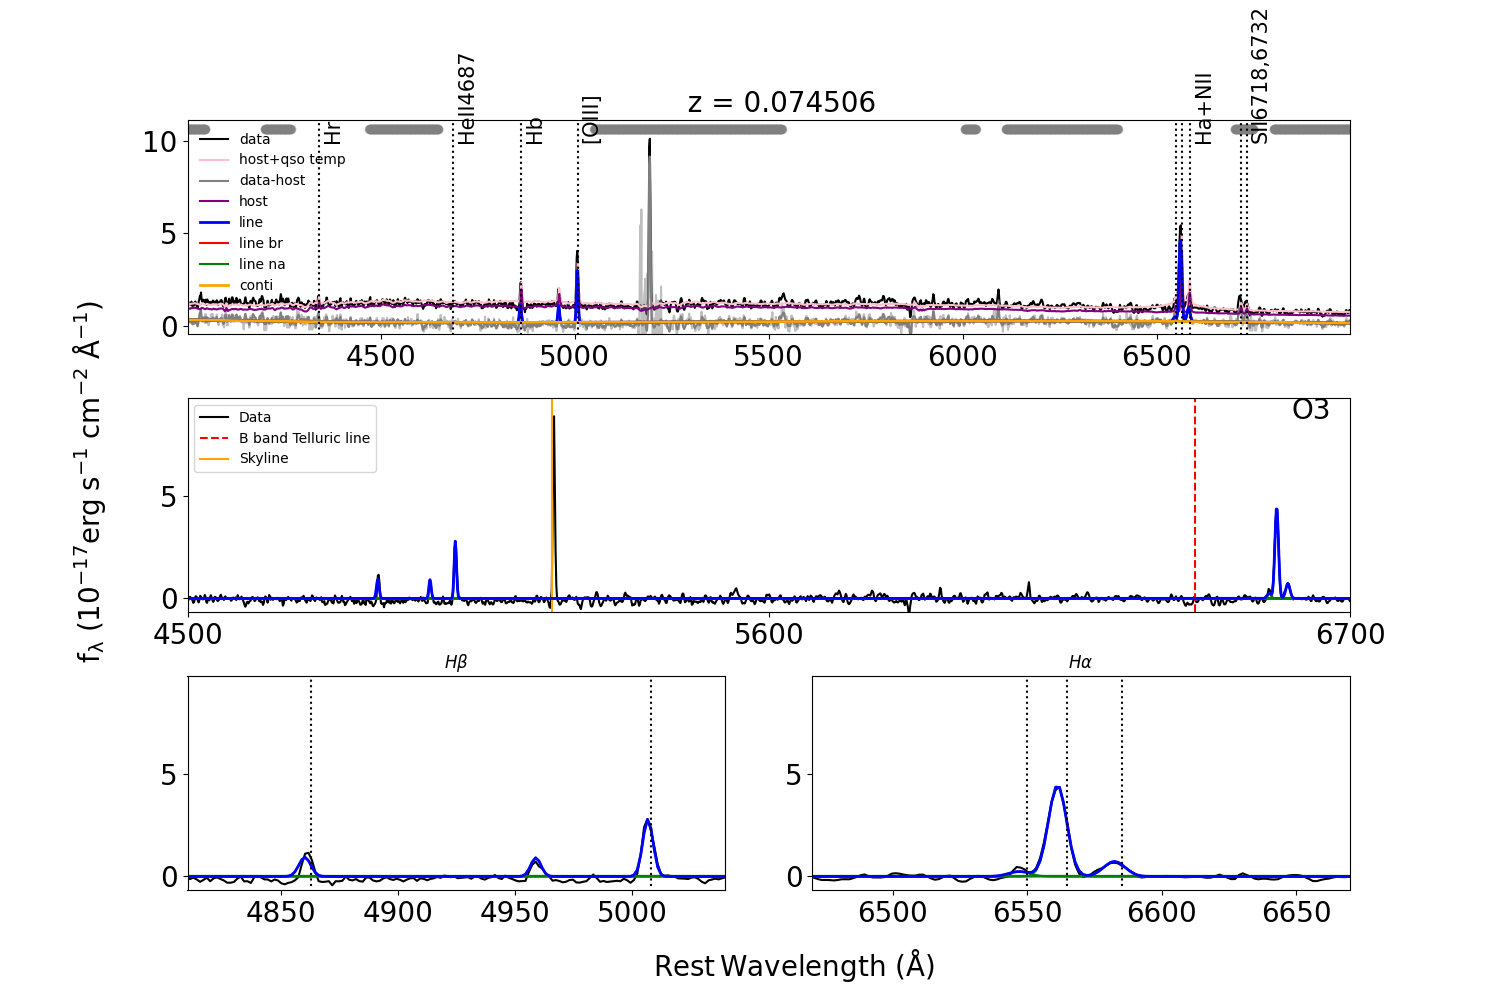 z = 0.074506
Hr
HeII4687
Hb
[OIII]
Ha+NII
SII6718,6732
data
host+qso temp
data-host
host
line
line br
line na
conti
10
5
0
4500
5000
5500
6000
6500
f_λ (10⁻¹⁷erg s⁻¹ cm⁻² Å⁻¹)
O3
Data
B band Telluric line
Skyline
5
0
4500
5600
6700
Hβ
5
0
4850
4900
4950
5000
Hα
5
0
6500
6550
6600
6650
Rest Wavelength (Å)